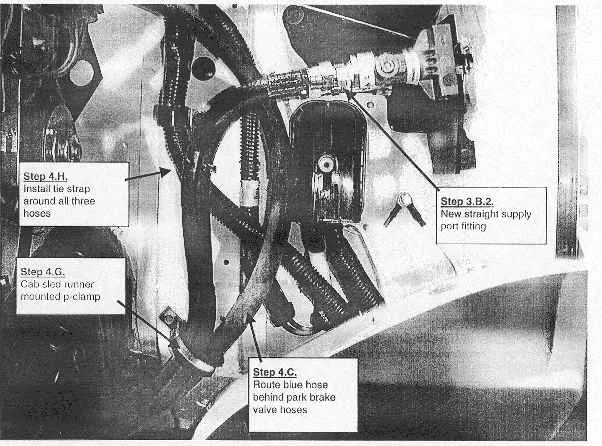 Step 4.H.
Install tie strap
around all three
hoses
Step 3.B.2.
New straight supply
port fitting
Step 4.G.
Cab sled runner
mounted p-clamp
Step 4.C.
Route blue hose
behind park brake
valve hoses